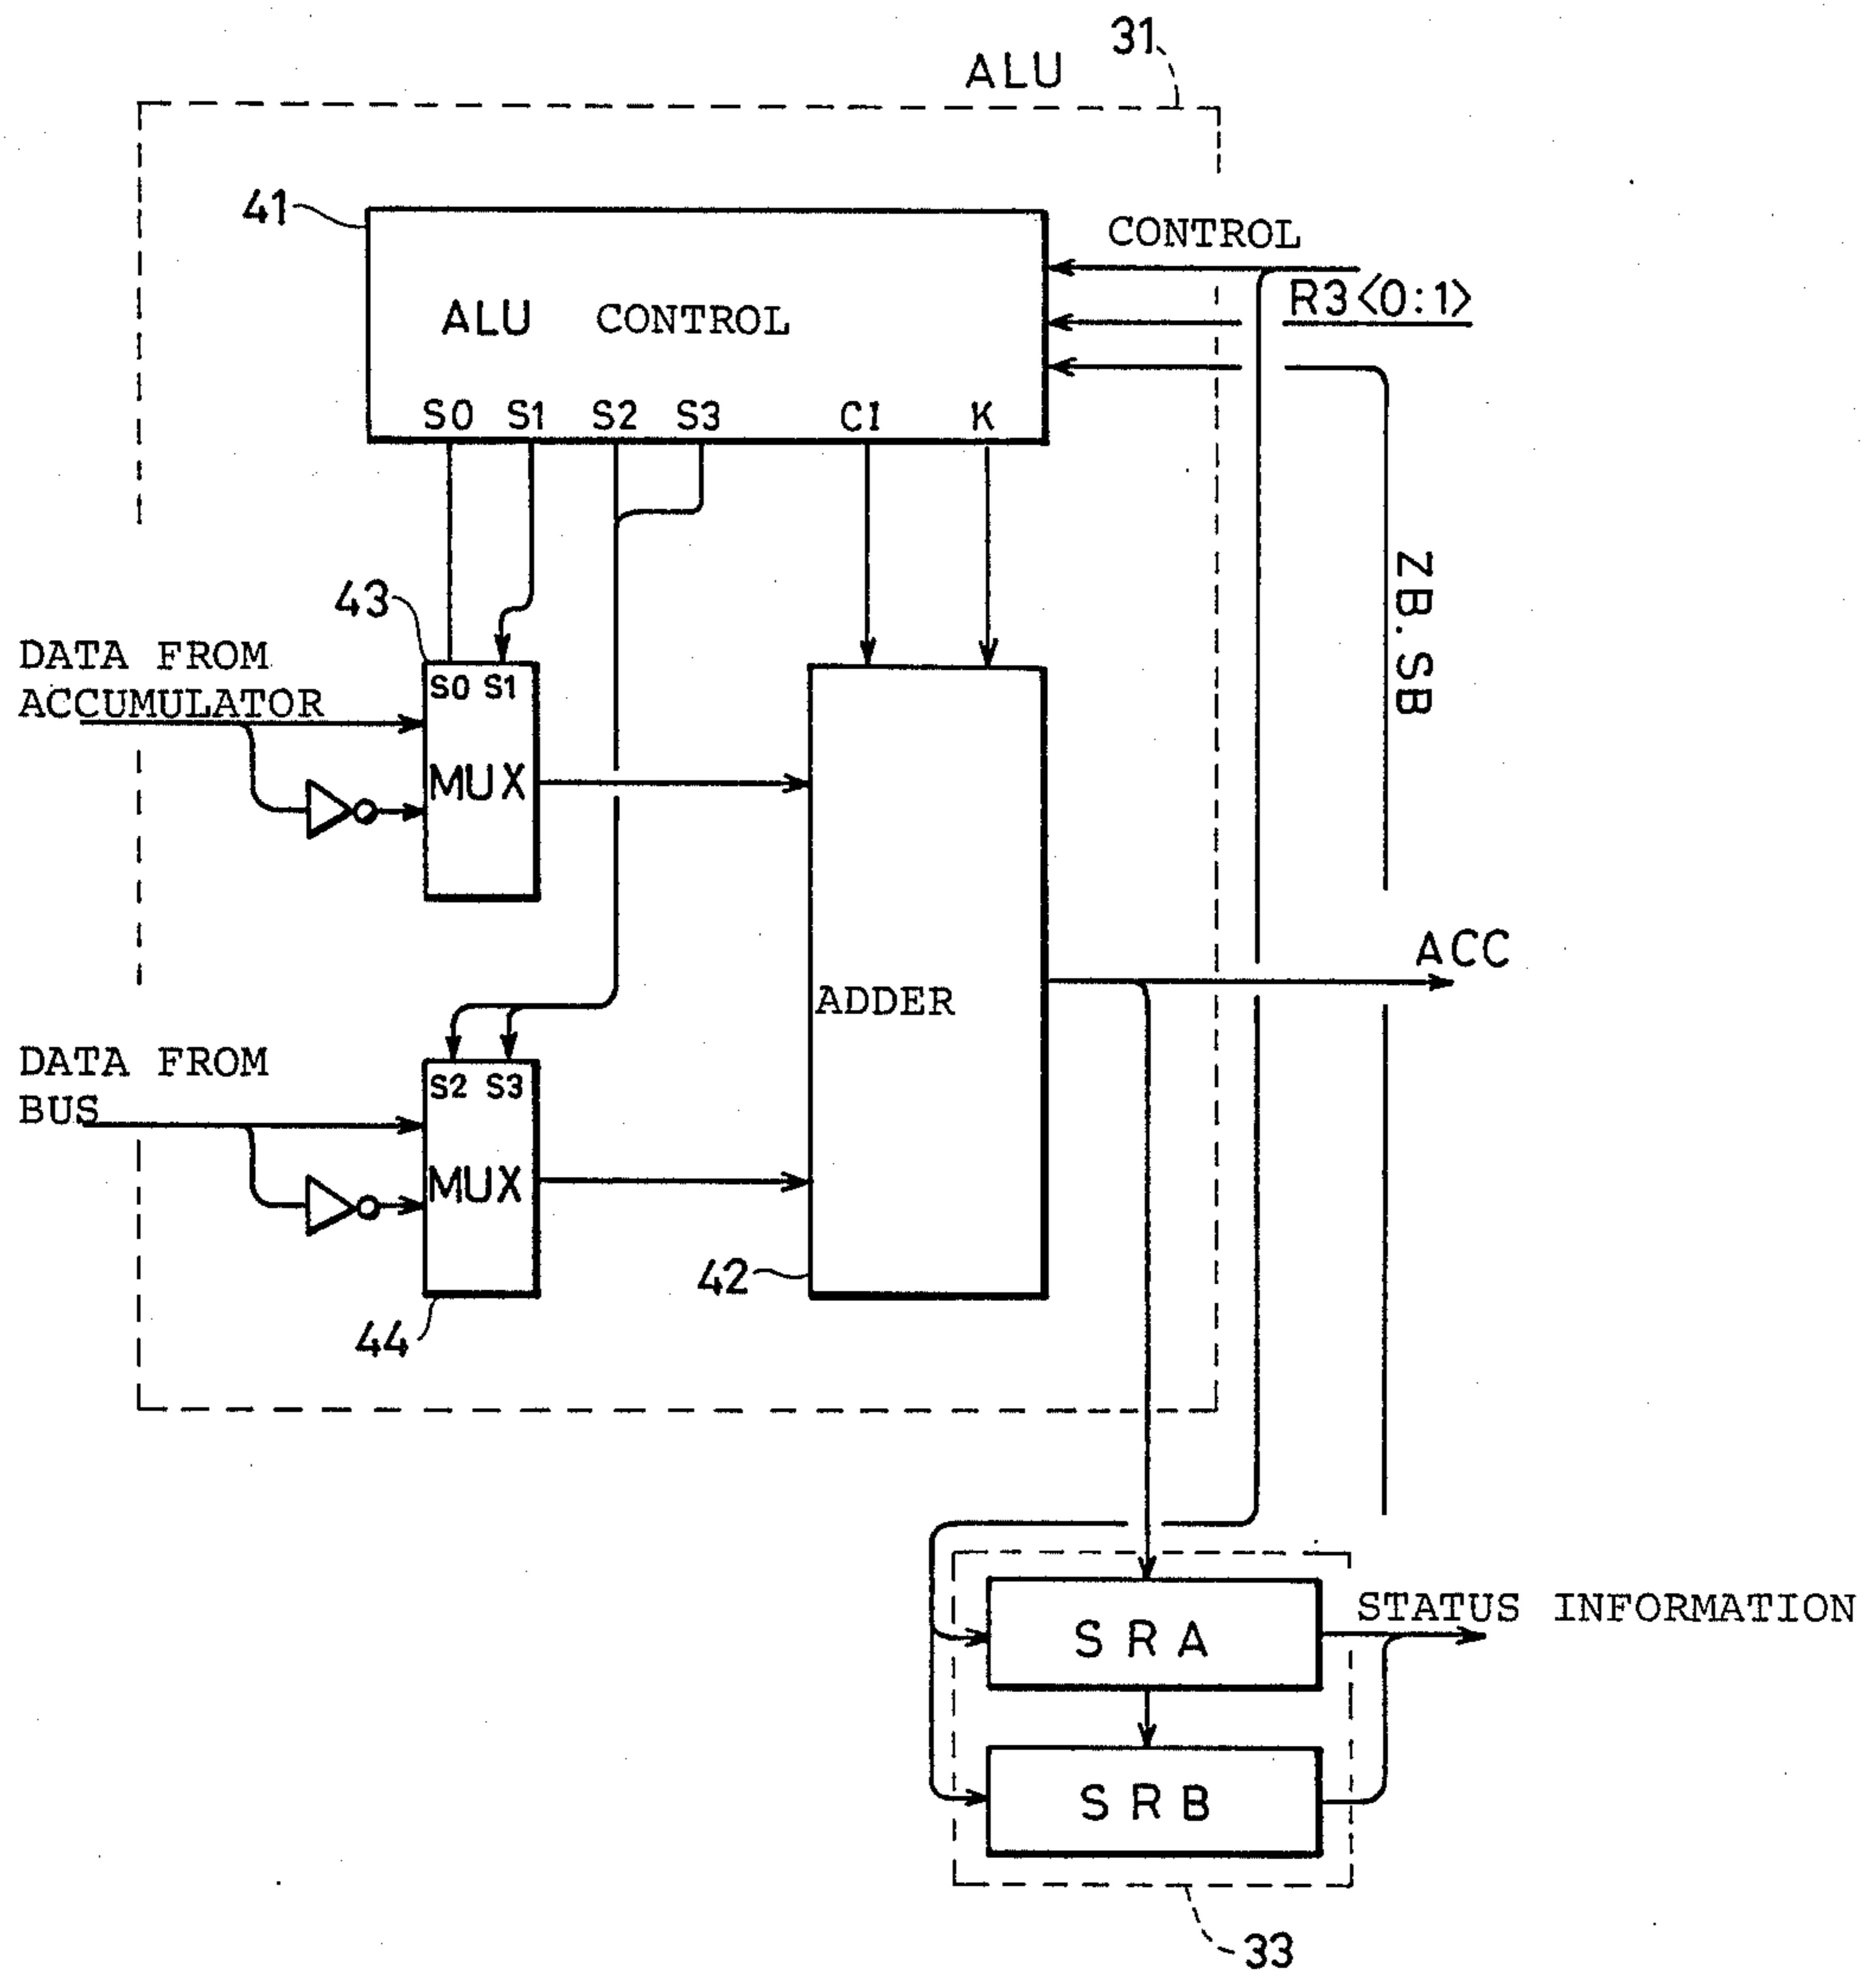 31
ALU
41
CONTROL
R3<0:1>
ALU CONTROL
S0 S1 S2 S3 CI K
43
ZB.SB
DATA FROM
ACCUMULATOR
S0 S1
MUX
ACC
ADDER
DATA FROM
BUS
S2 S3
MUX
42
44
STATUS INFORMATION
SRA
SRB
33